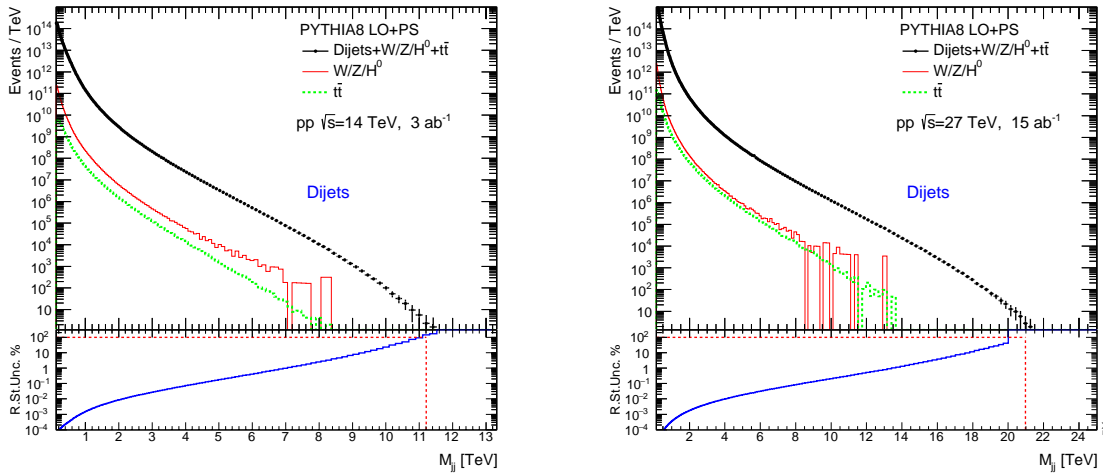 PYTHIA8 LO+PS
Dijets+W/Z/H⁰+tt̄
W/Z/H⁰
tt̄
pp √s=14 TeV, 3 ab⁻¹
Dijets
Events / TeV
10¹⁴
10¹³
10¹²
10¹¹
10¹⁰
10⁹
10⁸
10⁷
10⁶
10⁵
10⁴
10³
10²
10
R.St.Unc. %
10²
10
1
10⁻¹
10⁻²
10⁻³
10⁻⁴
1 2 3 4 5 6 7 8 9 10 11 12 13
M_jj [TeV]
PYTHIA8 LO+PS
Dijets+W/Z/H⁰+tt̄
W/Z/H⁰
tt̄
pp √s=27 TeV, 15 ab⁻¹
Dijets
Events / TeV
10¹⁴
10¹³
10¹²
10¹¹
10¹⁰
10⁹
10⁸
10⁷
10⁶
10⁵
10⁴
10³
10²
10
R.St.Unc. %
10²
10
1
10⁻¹
10⁻²
10⁻³
10⁻⁴
2 4 6 8 10 12 14 16 18 20 22 24
M_jj [TeV]